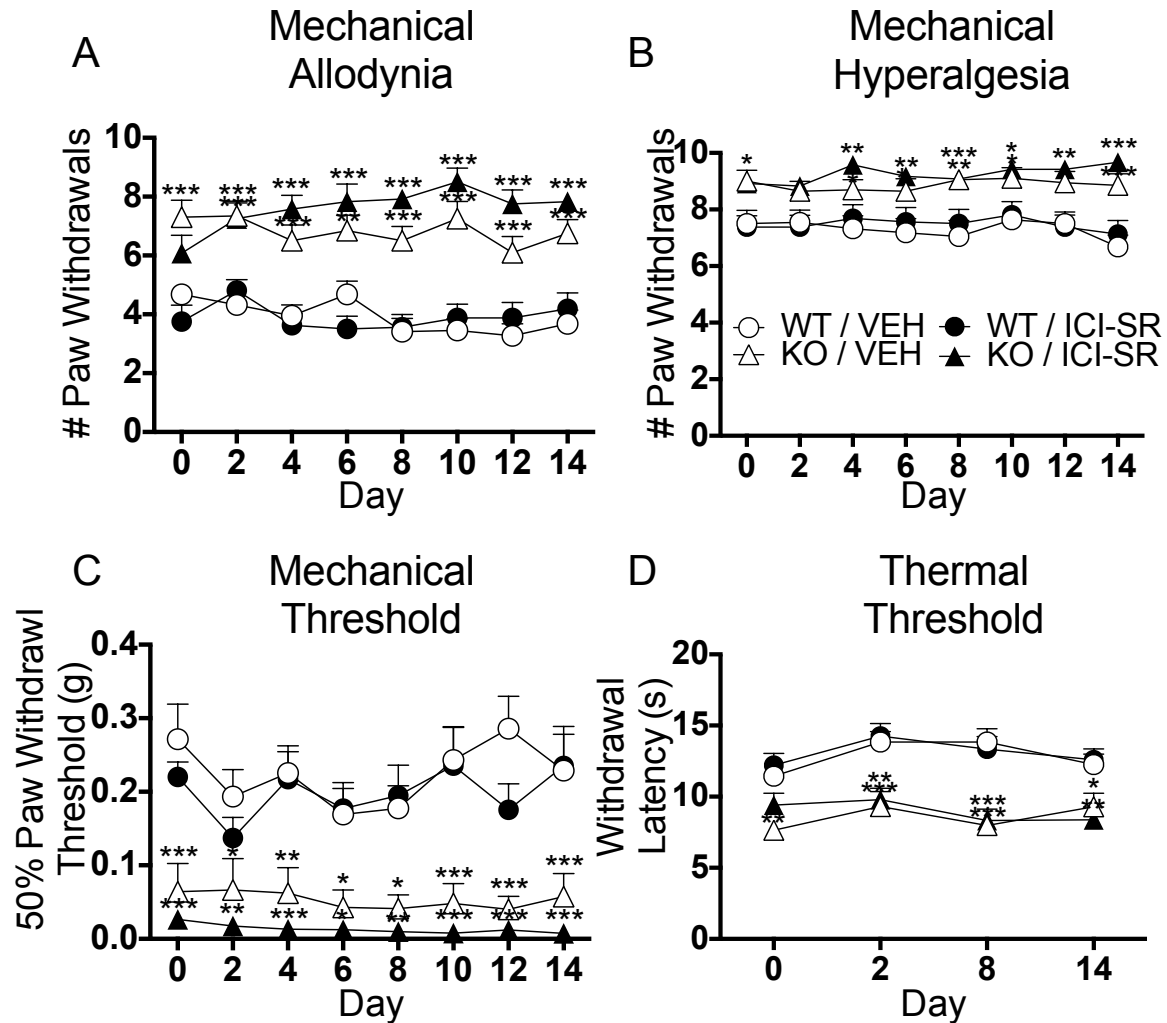 A
Mechanical
Allodynia
# Paw Withdrawals
10
8
6
4
2
0
*** *** *** *** *** *** *** ***
*** *** ** *** *** *** ***
0 2 4 6 8 10 12 14
Day
B
Mechanical
Hyperalgesia
# Paw Withdrawals
10
8
6
4
2
0
* ** ** *** * ** ***
** ***
WT / VEH WT / ICI-SR
KO / VEH KO / ICI-SR
0 2 4 6 8 10 12 14
Day
C
Mechanical
Threshold
50% Paw Withdrawl
Threshold (g)
0.4
0.3
0.2
0.1
0.0
*** * ** * * *** *** ***
*** ** *** * ** *** *** ***
0 2 4 6 8 10 12 14
Day
D
Thermal
Threshold
Withdrawal
Latency (s)
20
15
10
5
0
** *** *
** *** *** **
0 2 8 14
Day